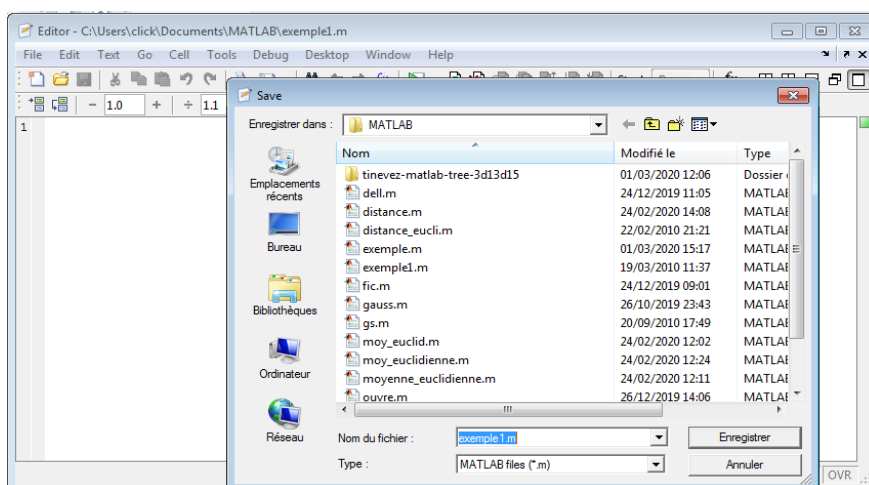 Editor - C:\Users\click\Documents\MATLAB\exemple1.m
File Edit Text Go Cell Tools Debug Desktop Window Help
1.0 1.1
1
Save
Enregistrer dans : MATLAB
Nom Modifié le Type
tinevez-matlab-tree-3d13d15 01/03/2020 12:06 Dossier
dell.m 24/12/2019 11:05 MATLAB
distance.m 24/02/2020 14:08 MATLAB
distance_eucli.m 22/02/2010 21:21 MATLAB
exemple.m 01/03/2020 15:17 MATLAB
exemple1.m 19/03/2010 11:37 MATLAB
fic.m 24/12/2019 09:01 MATLAB
gauss.m 26/10/2019 23:43 MATLAB
gs.m 20/09/2010 17:49 MATLAB
moy_euclid.m 24/02/2020 12:02 MATLAB
moy_euclidienne.m 24/02/2020 12:24 MATLAB
moyenne_euclidienne.m 24/02/2020 12:11 MATLAB
ouvre.m 26/12/2019 14:06 MATLAB
Emplacements
récents
Bureau
Bibliothèques
Ordinateur
Réseau
Nom du fichier : exemple1.m Enregistrer
Type : MATLAB files (*.m) Annuler
OVR